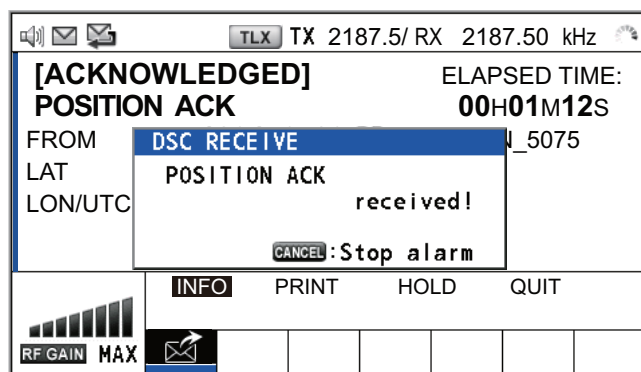 TLX TX 2187.5/ RX 2187.50 kHz
[ACKNOWLEDGED] ELAPSED TIME:
POSITION ACK 00H01M12S
FROM _5075
LAT
LON/UTC
DSC RECEIVE
POSITION ACK
received!
CANCEL:Stop alarm
INFO PRINT HOLD QUIT
RF GAIN MAX